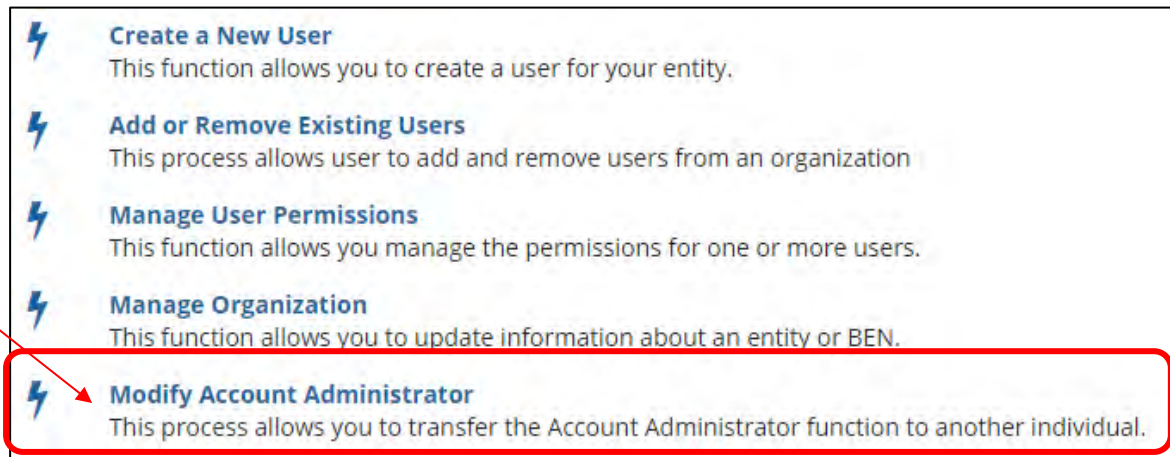 Create a New User
This function allows you to create a user for your entity.
Add or Remove Existing Users
This process allows user to add and remove users from an organization
Manage User Permissions
This function allows you manage the permissions for one or more users.
Manage Organization
This function allows you to update information about an entity or BEN.
Modify Account Administrator
This process allows you to transfer the Account Administrator function to another individual.